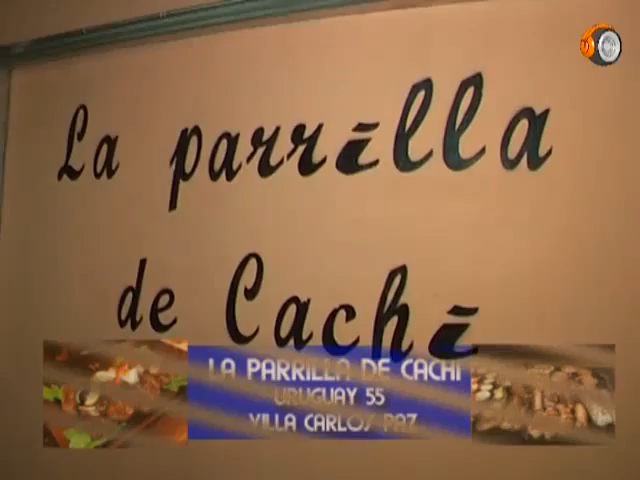 La parrilla
de Cachi
LA PARRILLA DE CACHI
URUGUAY 55
VILLA CARLOS PAZ